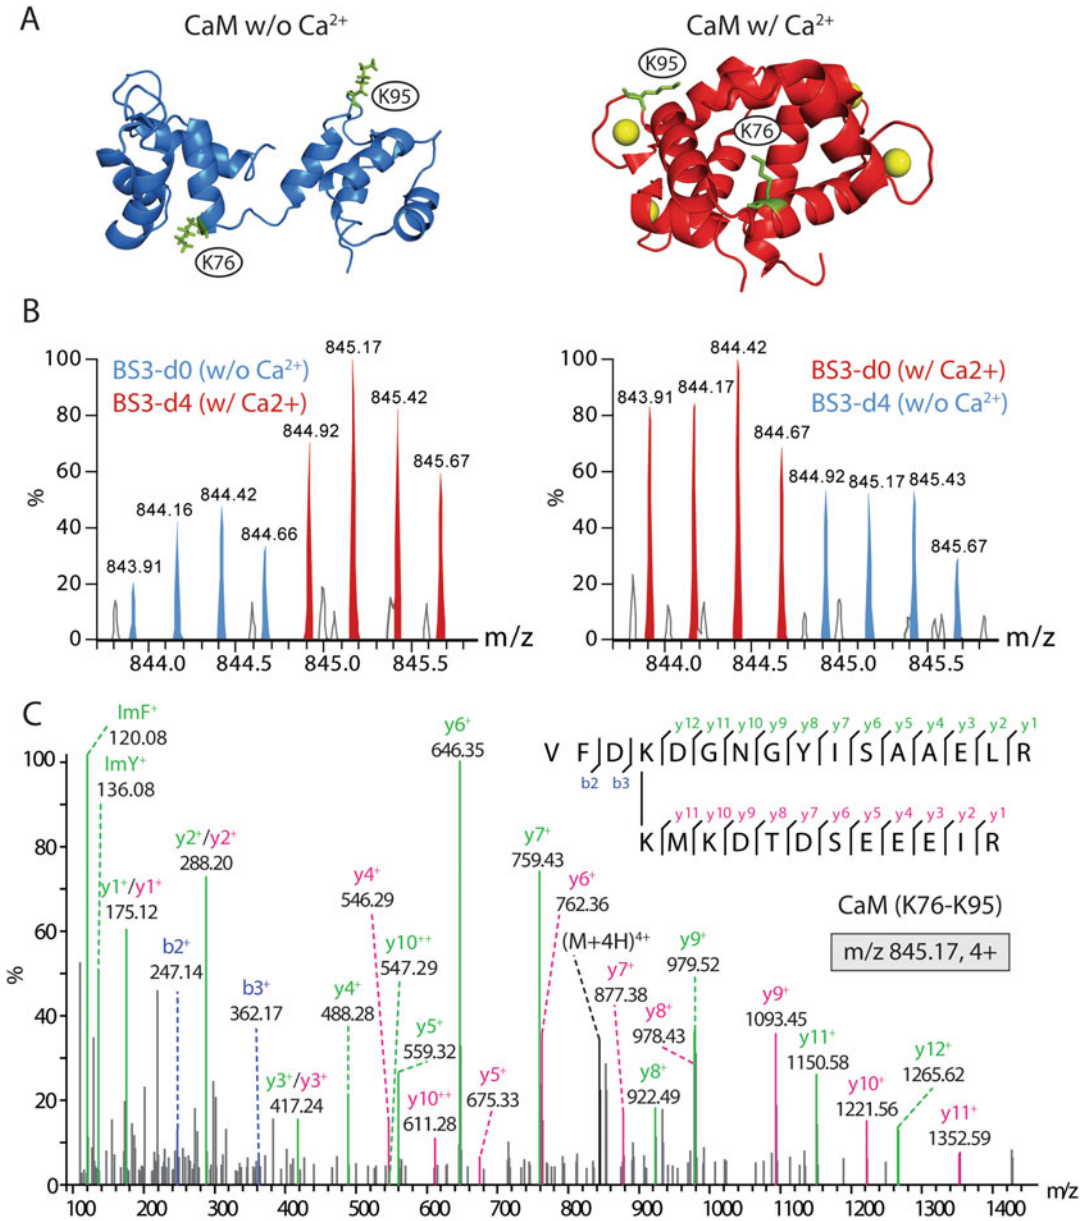 A
CaM w/o Ca²⁺
CaM w/ Ca²⁺
K95
K76
K95
K76
B
BS3-d0 (w/o Ca²⁺)
BS3-d4 (w/ Ca2+)
%
100
80
60
40
20
0
843.91
844.16
844.42
844.66
844.92
845.17
845.42
845.67
844.0
844.5
845.0
845.5
m/z
BS3-d0 (w/ Ca2+)
BS3-d4 (w/o Ca²⁺)
%
100
80
60
40
20
0
843.91
844.17
844.42
844.67
844.92
845.17
845.43
845.67
844.0
844.5
845.0
845.5
m/z
C
%
100
80
60
40
20
0
ImF⁺
120.08
ImY⁺
136.08
y1⁺/y1⁺
175.12
b2⁺
247.14
y2⁺/y2⁺
288.20
b3⁺
362.17
y3⁺/y3⁺
417.24
y4⁺
488.28
y4⁺
546.29
y10⁺⁺
547.29
y5⁺
559.32
y10⁺⁺
611.28
y6⁺
646.35
y5⁺
675.33
y7⁺
759.43
y6⁺
762.36
(M+4H)⁴⁺
y7⁺
877.38
y8⁺
922.49
y8⁺
978.43
y9⁺
979.52
y9⁺
1093.45
y11⁺
1150.58
y10⁺
1221.56
y12⁺
1265.62
y11⁺
1352.59
y12 y11 y10 y9 y8 y7 y6 y5 y4 y3 y2 y1
V F D K D G N G Y I S A A E L R
b2 b3
y11 y10 y9 y8 y7 y6 y5 y4 y3 y2 y1
K M K D T D S E E E I R
CaM (K76-K95)
m/z 845.17, 4+
100 200 300 400 500 600 700 800 900 1000 1100 1200 1300 1400
m/z